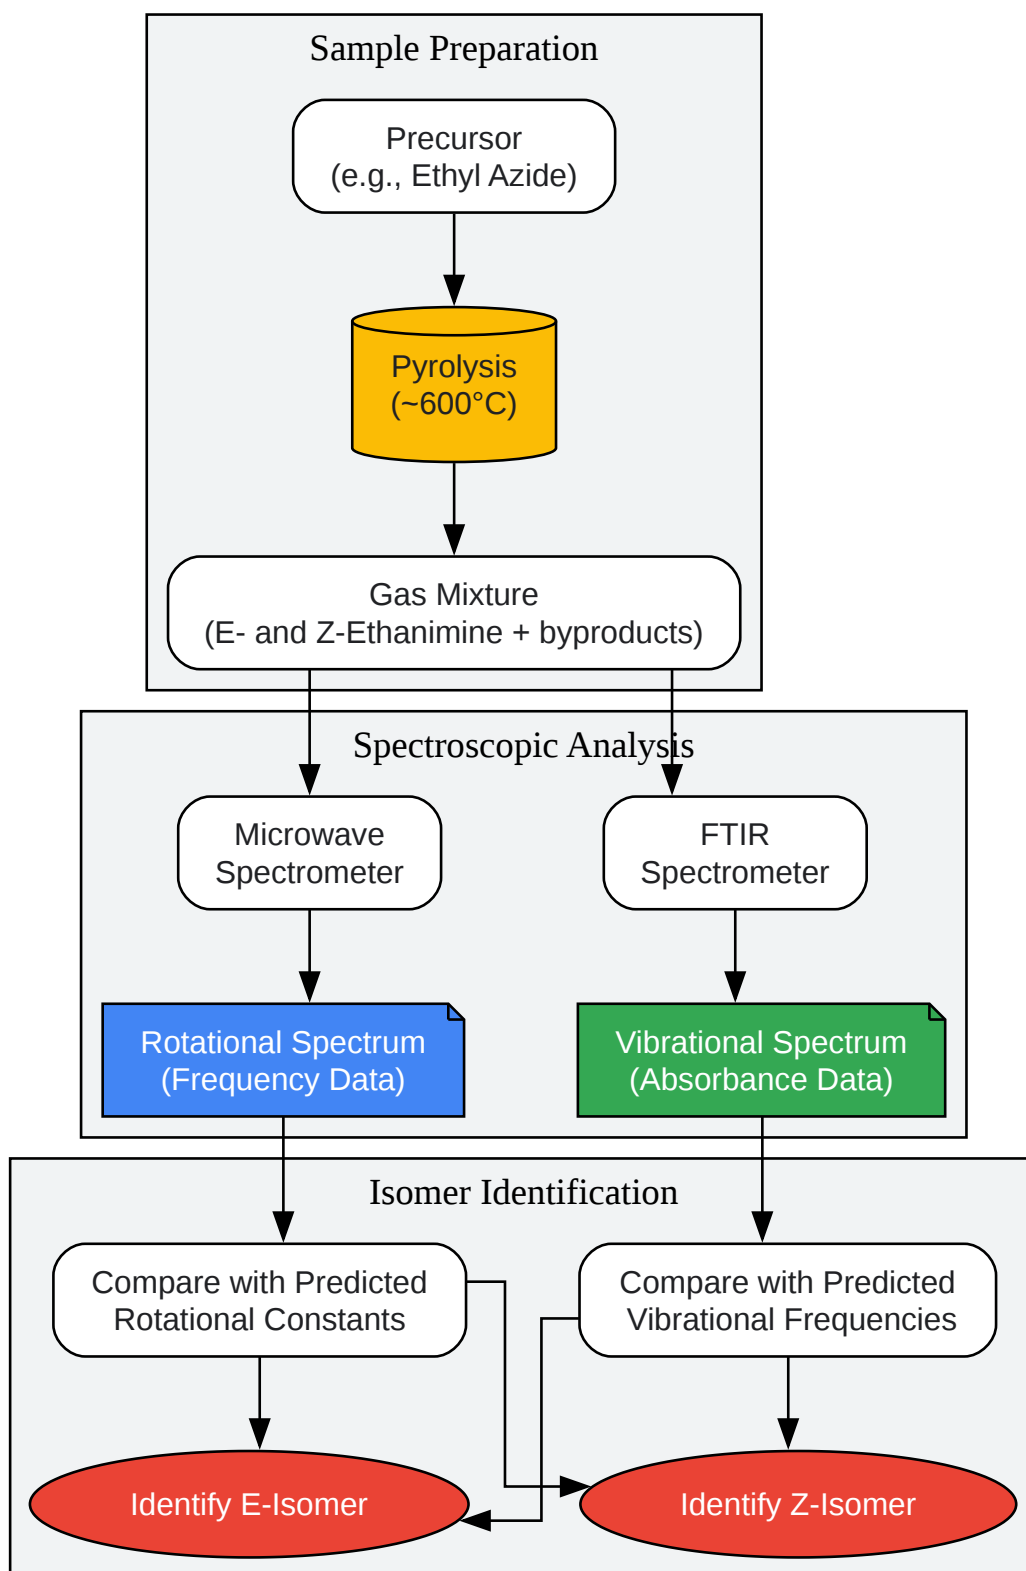 Sample Preparation
Precursor
(e.g., Ethyl Azide)
Pyrolysis
(~600°C)
Gas Mixture
(E- and Z-Ethanimine + byproducts)
Spectroscopic Analysis
Microwave
Spectrometer
FTIR
Spectrometer
Rotational Spectrum
(Frequency Data)
Vibrational Spectrum
(Absorbance Data)
Isomer Identification
Compare with Predicted
Rotational Constants
Compare with Predicted
Vibrational Frequencies
Identify E-Isomer
Identify Z-Isomer